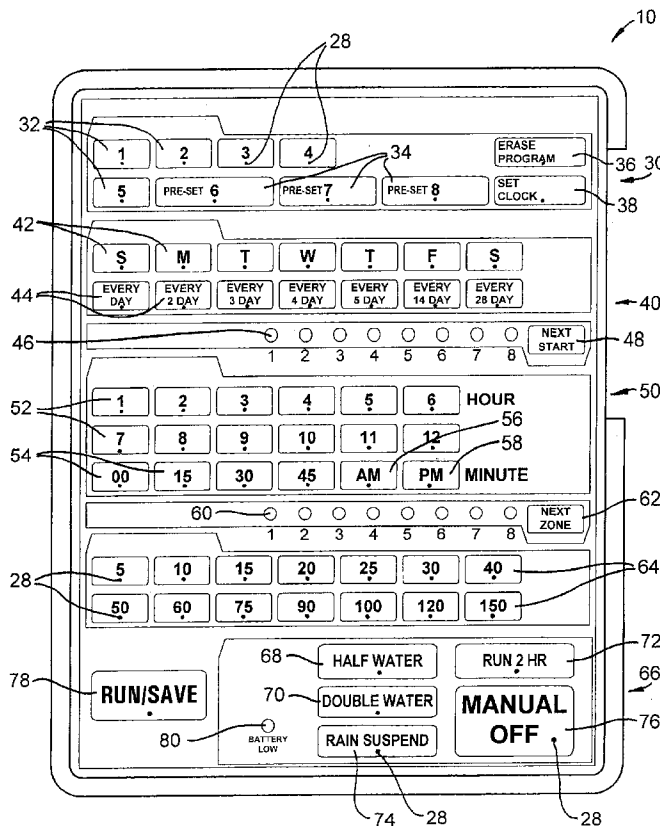 10
28
32
1 2 3 4 ERASE PROGRAM
34
36
30
5 PRE-SET 6 PRE-SET 7 PRE-SET 8 SET CLOCK
38
42
S M T W T F S
44
EVERY DAY EVERY 2 DAY EVERY 3 DAY EVERY 4 DAY EVERY 5 DAY EVERY 14 DAY EVERY 28 DAY
40
46
NEXT START
48
1 2 3 4 5 6 7 8
50
52
1 2 3 4 5 6 HOUR
56
7 8 9 10 11 12
58
54
00 15 30 45 AM PM MINUTE
62
60
NEXT ZONE
1 2 3 4 5 6 7 8
5 10 15 20 25 30 40
28
64
50 60 75 90 100 120 150
68
HALF WATER RUN 2 HR
72
78
RUN/SAVE
70
DOUBLE WATER
66
MANUAL OFF
76
80
BATTERY LOW
RAIN SUSPEND
74
28
28